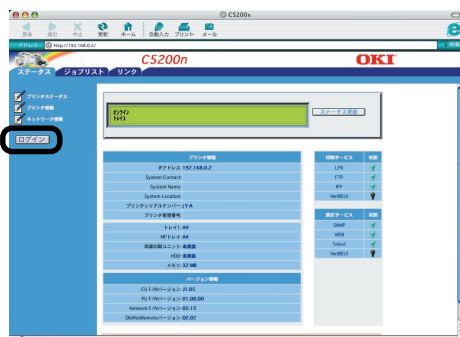 C5200n
戻る 進む 中止 更新 ホーム 自動入力 プリント メール
アドレス http://192.168.0.2/ 移動
C5200n OKI
ステータス ジョブリスト リンク
プリンタステータス
プリンタ情報
ネットワーク情報
ログイン
オンライン
トレイ1
ステータス更新
プリンタ情報
IPアドレス: 192.168.0.2
System Contact:
System Name:
System Location:
プリンタシリアルナンバー: JYA
プリンタ管理番号:
トレイ1: A4
MPトレイ: A4
両面印刷ユニット: 未実装
HDD: 未実装
メモリ: 32 MB
バージョン情報
CU F/Wバージョン: J1.05
PU F/Wバージョン: 01.00.00
Network F/Wバージョン: 02.15
OkiWebRemoteバージョン: 02.02
印刷サービス 状態
LPR
FTP
IPP
NetBEUI
設定サービス 状態
SNMP
WEB
Telnet
NetBEUI